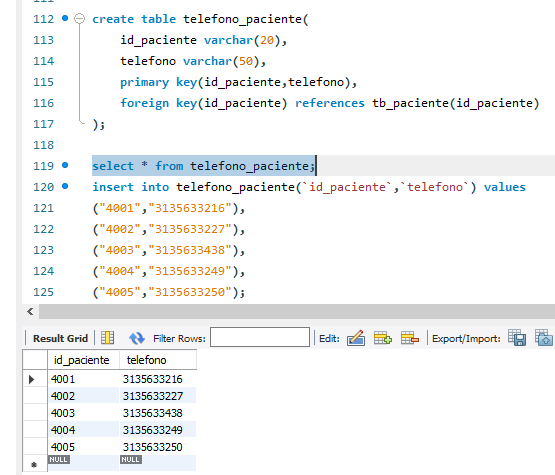 112 create table telefono_paciente(
113 id_paciente varchar(20),
114 telefono varchar(50),
115 primary key(id_paciente,telefono),
116 foreign key(id_paciente) references tb_paciente(id_paciente)
117 );
118
119 select * from telefono_paciente;
120 insert into telefono_paciente(`id_paciente`,`telefono`) values
121 ("4001","3135633216"),
122 ("4002","3135633227"),
123 ("4003","3135633438"),
124 ("4004","3135633249"),
125 ("4005","3135633250");
Result Grid Filter Rows: Edit: Export/Import:
id_paciente telefono
4001 3135633216
4002 3135633227
4003 3135633438
4004 3135633249
4005 3135633250
NULL NULL